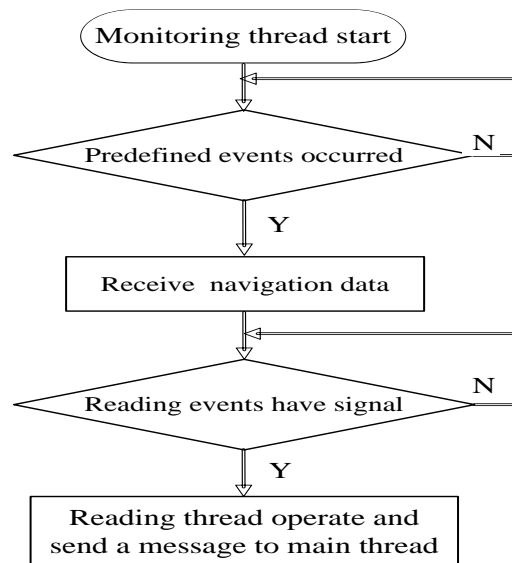 Monitoring thread start
Predefined events occurred
N
Y
Receive navigation data
Reading events have signal
N
Y
Reading thread operate and
send a message to main thread